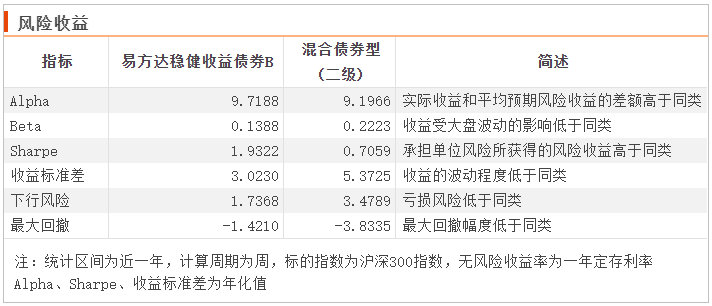 风险收益
指标 易方达稳健收益债券B 混合债券型(二级) 简述
Alpha 9.7188 9.1966 实际收益和平均预期风险收益的差额高于同类
Beta 0.1388 0.2223 收益受大盘波动的影响低于同类
Sharpe 1.9322 0.7059 承担单位风险所获得的风险收益高于同类
收益标准差 3.0230 5.3725 收益的波动程度低于同类
下行风险 1.7368 3.4789 亏损风险低于同类
最大回撤 -1.4210 -3.8335 最大回撤幅度低于同类
注：统计区间为近一年，计算周期为周，标的指数为沪深300指数，无风险收益率为一年定存利率
Alpha、Sharpe、收益标准差为年化值